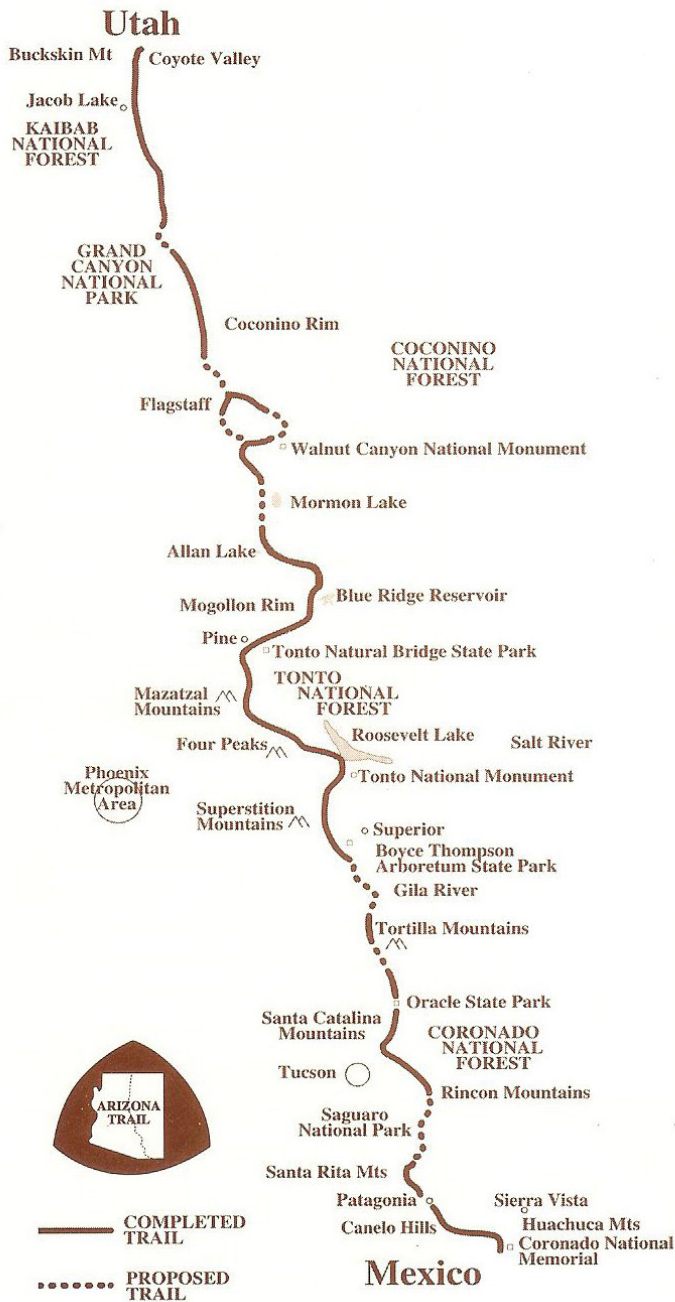 Utah
Buckskin Mt
Coyote Valley
Jacob Lake
KAIBAB
NATIONAL
FOREST
GRAND
CANYON
NATIONAL
PARK
Coconino Rim
COCONINO
NATIONAL
FOREST
Flagstaff
Walnut Canyon National Monument
Mormon Lake
Allan Lake
Blue Ridge Reservoir
Mogollon Rim
Pine
Tonto Natural Bridge State Park
TONTO
NATIONAL
FOREST
Mazatzal
Mountains
Roosevelt Lake
Salt River
Four Peaks
Phoenix
Metropolitan
Area
Tonto National Monument
Superstition
Mountains
Superior
Boyce Thompson
Arboretum State Park
Gila River
Tortilla Mountains
Oracle State Park
Santa Catalina
Mountains
CORONADO
NATIONAL
FOREST
Tucson
Rincon Mountains
ARIZONA
TRAIL
Saguaro
National Park
Santa Rita Mts
Patagonia
Sierra Vista
Canelo Hills
Huachuca Mts
Coronado National
Memorial
COMPLETED
TRAIL
Mexico
PROPOSED
TRAIL